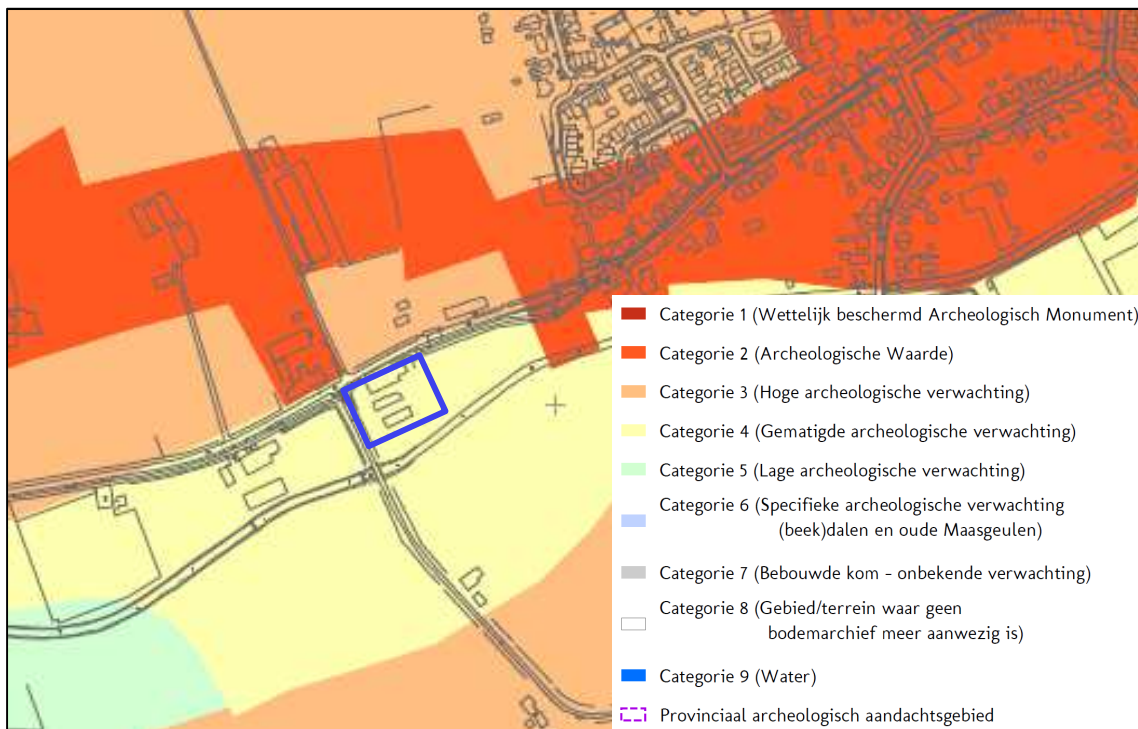 Categorie 1 (Wettelijk beschermd Archeologisch Monument)
Categorie 2 (Archeologische Waarde)
Categorie 3 (Hoge archeologische verwachting)
Categorie 4 (Gematigde archeologische verwachting)
Categorie 5 (Lage archeologische verwachting)
Categorie 6 (Specifieke archeologische verwachting
(beek)dalen en oude Maasgeulen)
Categorie 7 (Bebouwde kom - onbekende verwachting)
Categorie 8 (Gebied/terrein waar geen
bodemarchief meer aanwezig is)
Categorie 9 (Water)
Provinciaal archeologisch aandachtsgebied